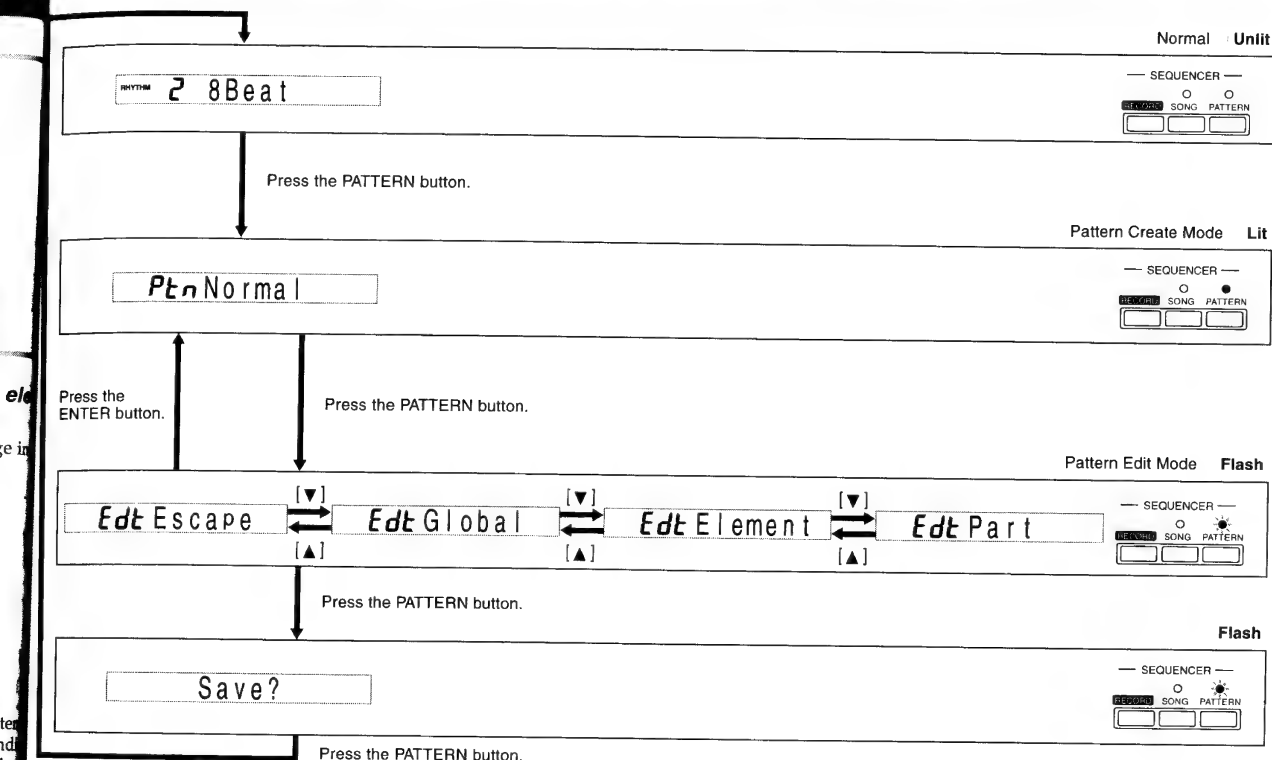 Normal Unlit
RHYTHM 2 8Beat
— SEQUENCER —
RECORD SONG PATTERN
Press the PATTERN button.
Pattern Create Mode Lit
Ptn Normal
— SEQUENCER —
RECORD SONG PATTERN
Press the
ENTER button.
Press the PATTERN button.
Pattern Edit Mode Flash
[▼] [▼] [▼]
Edt Escape Edt Global Edt Element Edt Part
[▲] [▲] [▲]
— SEQUENCER —
RECORD SONG PATTERN
Press the PATTERN button.
Flash
Save?
— SEQUENCER —
RECORD SONG PATTERN
Press the PATTERN button.